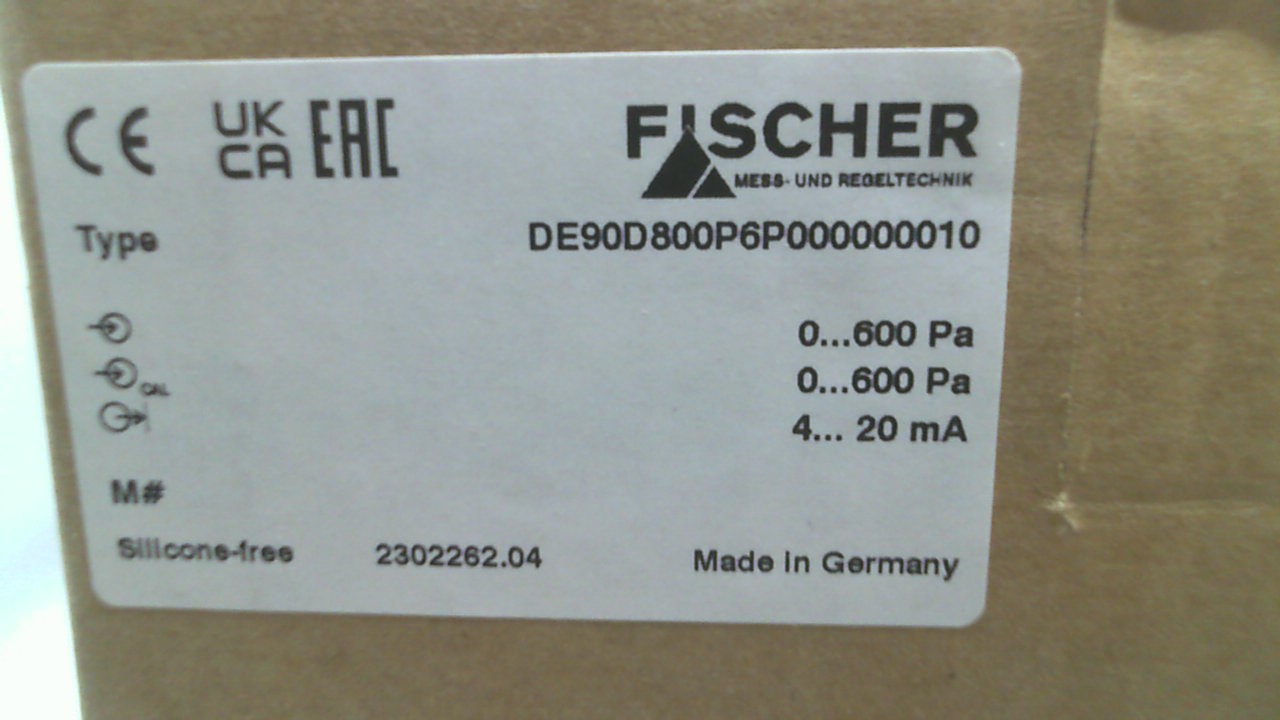 CE UK CA EAC FISCHER
MESS- UND REGELTECHNIK
Type DE90D800P6P000000010
0...600 Pa
CAL 0...600 Pa
4... 20 mA
M#
Silicone-free 2302262.04 Made in Germany